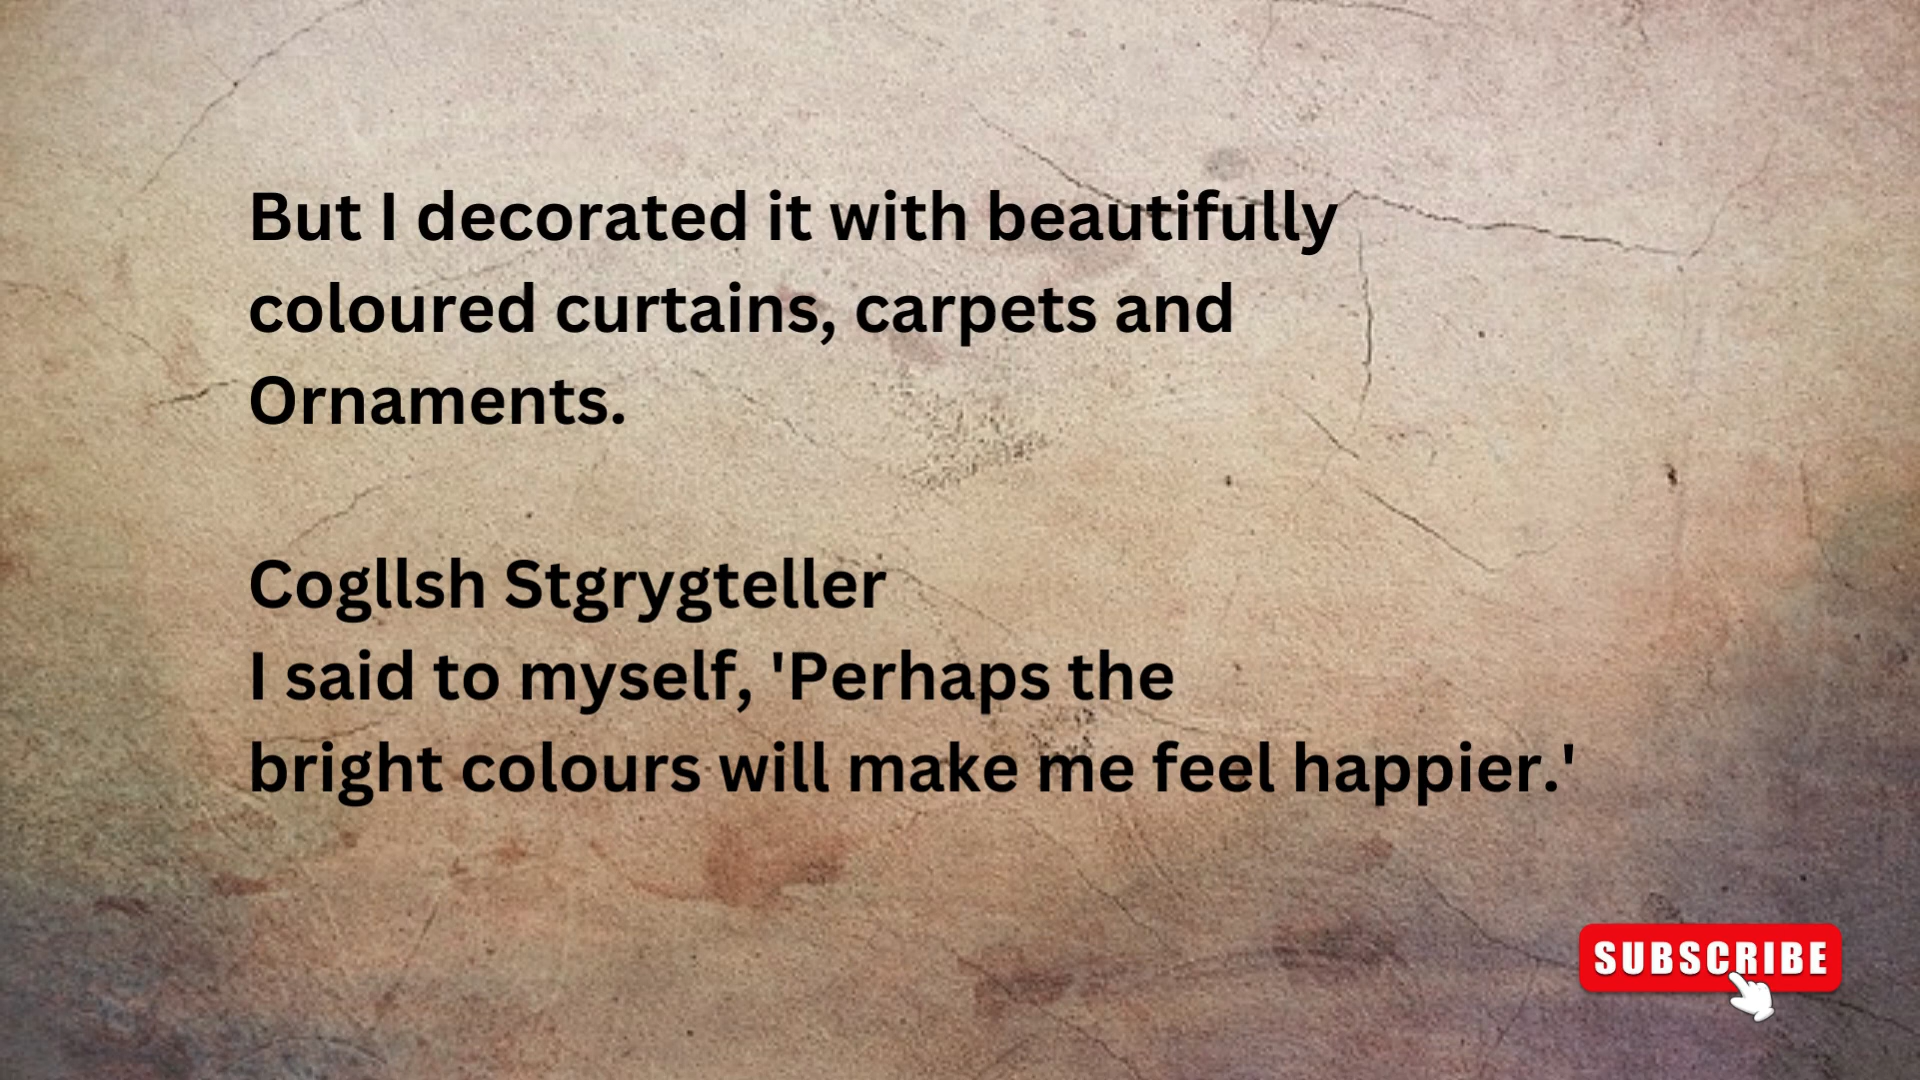 But I decorated it with beautifully
coloured curtains, carpets and
Ornaments.
Cogllsh Stgrygteller
I said to myself, 'Perhaps the
bright colours will make me feel happier.'
SUBSCRIBE